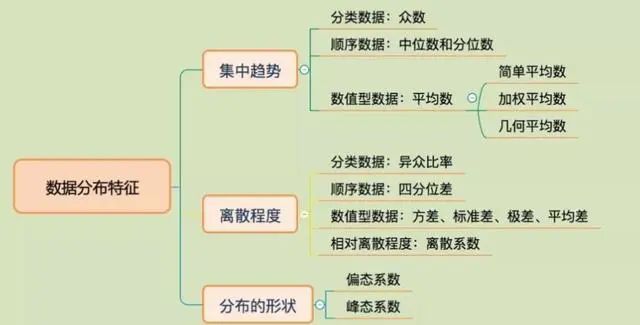 数据分布特征
集中趋势
分类数据：众数
顺序数据：中位数和分位数
数值型数据：平均数
简单平均数
加权平均数
几何平均数
离散程度
分类数据：异众比率
顺序数据：四分位差
数值型数据：方差、标准差、极差、平均差
相对离散程度：离散系数
分布的形状
偏态系数
峰态系数